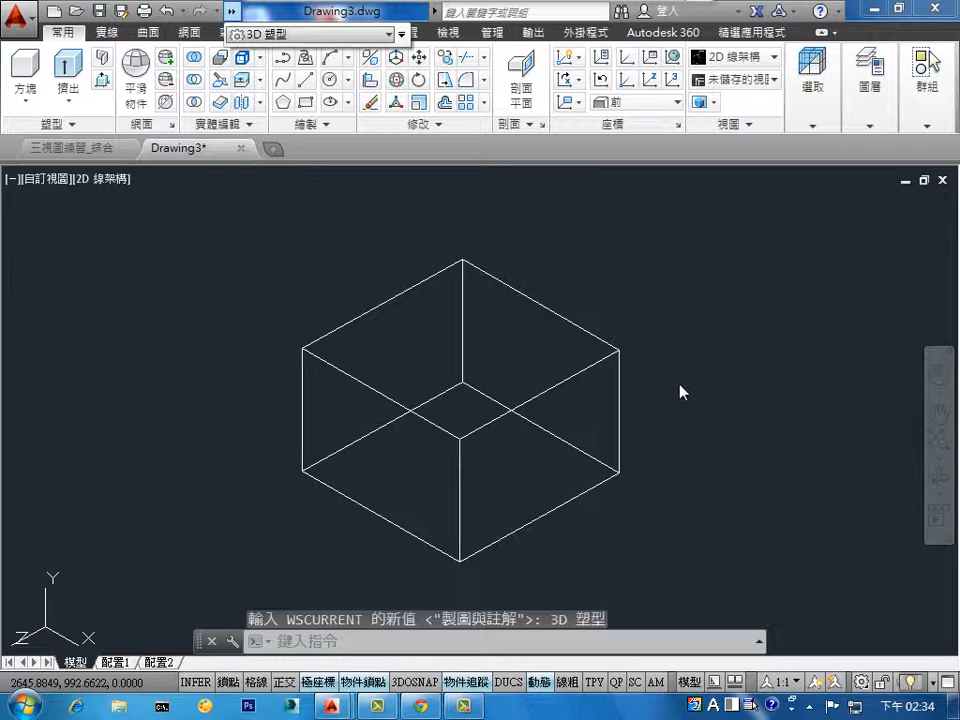 Drawing3.dwg
鍵入關鍵字或詞組
登入
3D 塑型
常用 實線 曲面 網面 檢視 管理 輸出 外掛程式 Autodesk 360 精選應用程式
方塊 擠出 平滑物件 剖面平面 2D 線架構 未儲存的視圖 前 選取 圖層 群組
塑型 網面 實體編輯 繪製 修改 剖面 座標 視圖
三視圖練習_綜合 Drawing3*
[−][自訂視圖][2D 線架構]
Y
Z X
輸入 WSCURRENT 的新值 <"製圖與註解">: 3D 塑型
鍵入指令
模型 配置1 配置2
2645.8849, 992.6622, 0.0000 INFER 鎖點 格線 正交 極座標 物件鎖點 3DOSNAP 物件追蹤 DUCS 動態 線粗 TPY QP SC AM 模型 1:1
下午 02:34